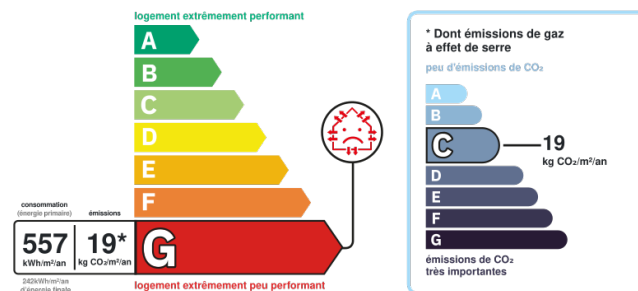 logement extrêmement performant
A
B
C
D
E
F
G
consommation
(énergie primaire)
émissions
557
kWh/m²/an
19*
kg CO₂/m²/an
242kWh/m²/an
d'énergie finale
logement extrêmement peu performant
* Dont émissions de gaz
à effet de serre
peu d'émissions de CO₂
A
B
C
19
kg CO₂/m²/an
D
E
F
G
émissions de CO₂
très importantes